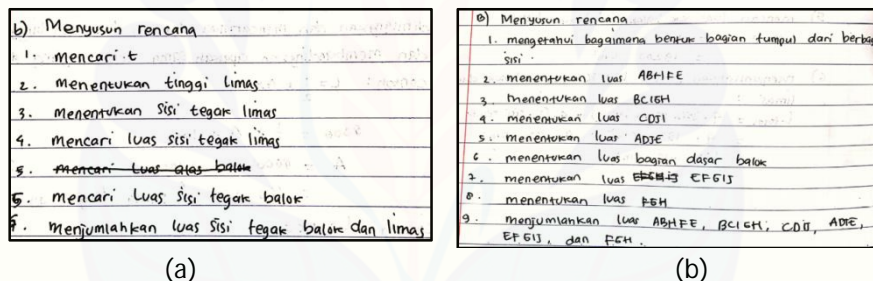 b) Menyusun rencana
1. mencari t
2. menentukan tinggi limas
3. menentukan sisi tegak limas
4. mencari luas sisi tegak limas
5. mencari Luas alas balok
5. mencari Luas sisi tegak balok
7. menjumlahkan luas sisi tegak balok dan limas
(a)
B) Menyusun rencana
1. mengetahui bagaimana bentuk bagian tumpul dari berbag
sisi.
2. menentukan luas ABHFE
3. menentukan luas BCIGH
4. menentukan luas CDJI
5. menentukan luas ADJE
6. menentukan luas bagian dasar balok
7. menentukan luas EFGIJ
8. menentukan luas FGH
9. menjumlahkan luas ABHFE, BCIGH, CDJI, ADJE,
EFGIJ, dan FGH.
(b)